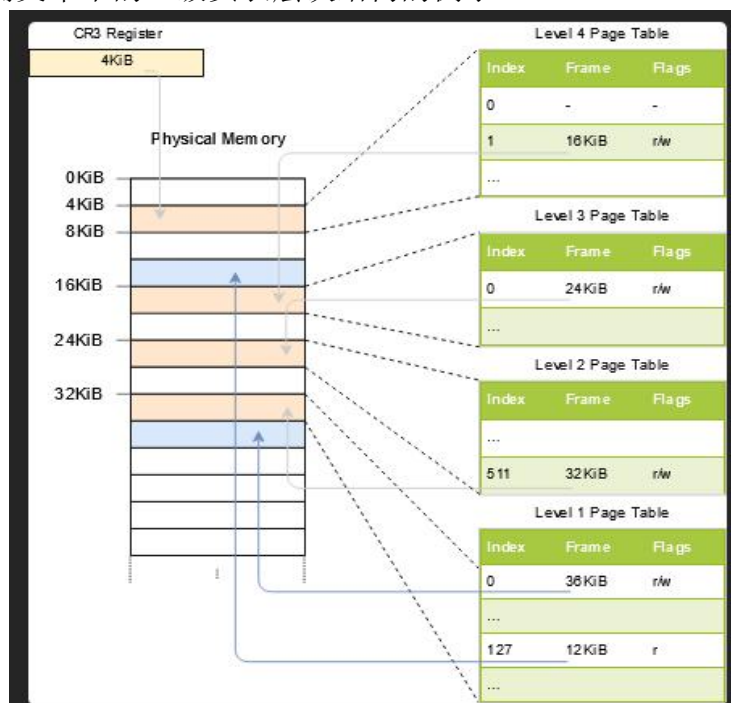 CR3 Register
4KiB
Physical Memory
0KiB
4KiB
8KiB
16KiB
24KiB
32KiB
Level 4 Page Table
Index Frame Flags
0 - -
1 16KiB r/w
...
Level 3 Page Table
Index Frame Flags
0 24KiB r/w
...
Level 2 Page Table
Index Frame Flags
...
511 32KiB r/w
Level 1 Page Table
Index Frame Flags
0 36KiB r/w
...
127 12KiB r
...